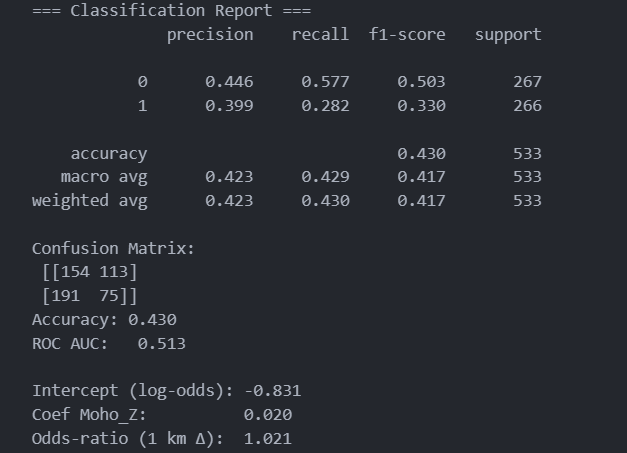 === Classification Report ===
precision recall f1-score support
0 0.446 0.577 0.503 267
1 0.399 0.282 0.330 266
accuracy 0.430 533
macro avg 0.423 0.429 0.417 533
weighted avg 0.423 0.430 0.417 533
Confusion Matrix:
[[154 113]
[191 75]]
Accuracy: 0.430
ROC AUC: 0.513
Intercept (log-odds): -0.831
Coef Moho_Z: 0.020
Odds-ratio (1 km Δ): 1.021